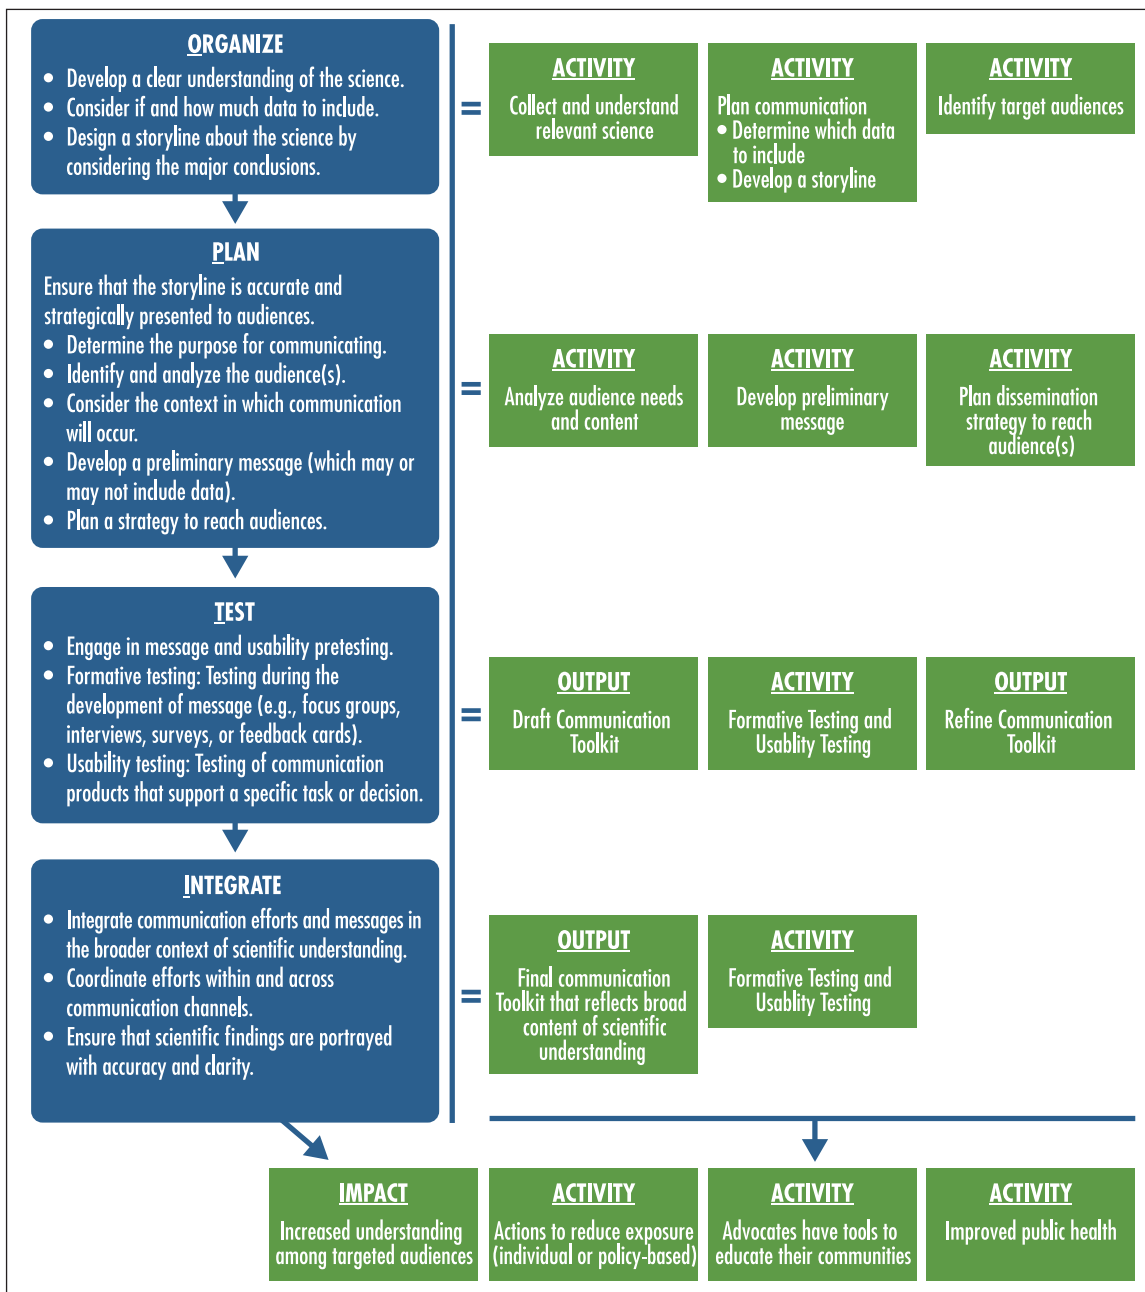 ORGANIZE
• Develop a clear understanding of the science.
• Consider if and how much data to include.
• Design a storyline about the science by
considering the major conclusions.
=
ACTIVITY
Collect and understand
relevant science
ACTIVITY
Plan communication
• Determine which data
to include
• Develop a storyline
ACTIVITY
Identify target audiences
PLAN
Ensure that the storyline is accurate and
strategically presented to audiences.
• Determine the purpose for communicating.
• Identify and analyze the audience(s).
• Consider the context in which communication
will occur.
• Develop a preliminary message (which may or
may not include data).
• Plan a strategy to reach audiences.
=
ACTIVITY
Analyze audience needs
and content
ACTIVITY
Develop preliminary
message
ACTIVITY
Plan dissemination
strategy to reach
audience(s)
TEST
• Engage in message and usability pretesting.
• Formative testing: Testing during the
development of message (e.g., focus groups,
interviews, surveys, or feedback cards).
• Usability testing: Testing of communication
products that support a specific task or decision.
=
OUTPUT
Draft Communication
Toolkit
ACTIVITY
Formative Testing and
Usablity Testing
OUTPUT
Refine Communication
Toolkit
INTEGRATE
• Integrate communication efforts and messages in
the broader context of scientific understanding.
• Coordinate efforts within and across
communication channels.
• Ensure that scientific findings are portrayed
with accuracy and clarity.
=
OUTPUT
Final communication
Toolkit that reflects broad
content of scientific
understanding
ACTIVITY
Formative Testing and
Usablity Testing
IMPACT
Increased understanding
among targeted audiences
ACTIVITY
Actions to reduce exposure
(individual or policy-based)
ACTIVITY
Advocates have tools to
educate their communities
ACTIVITY
Improved public health